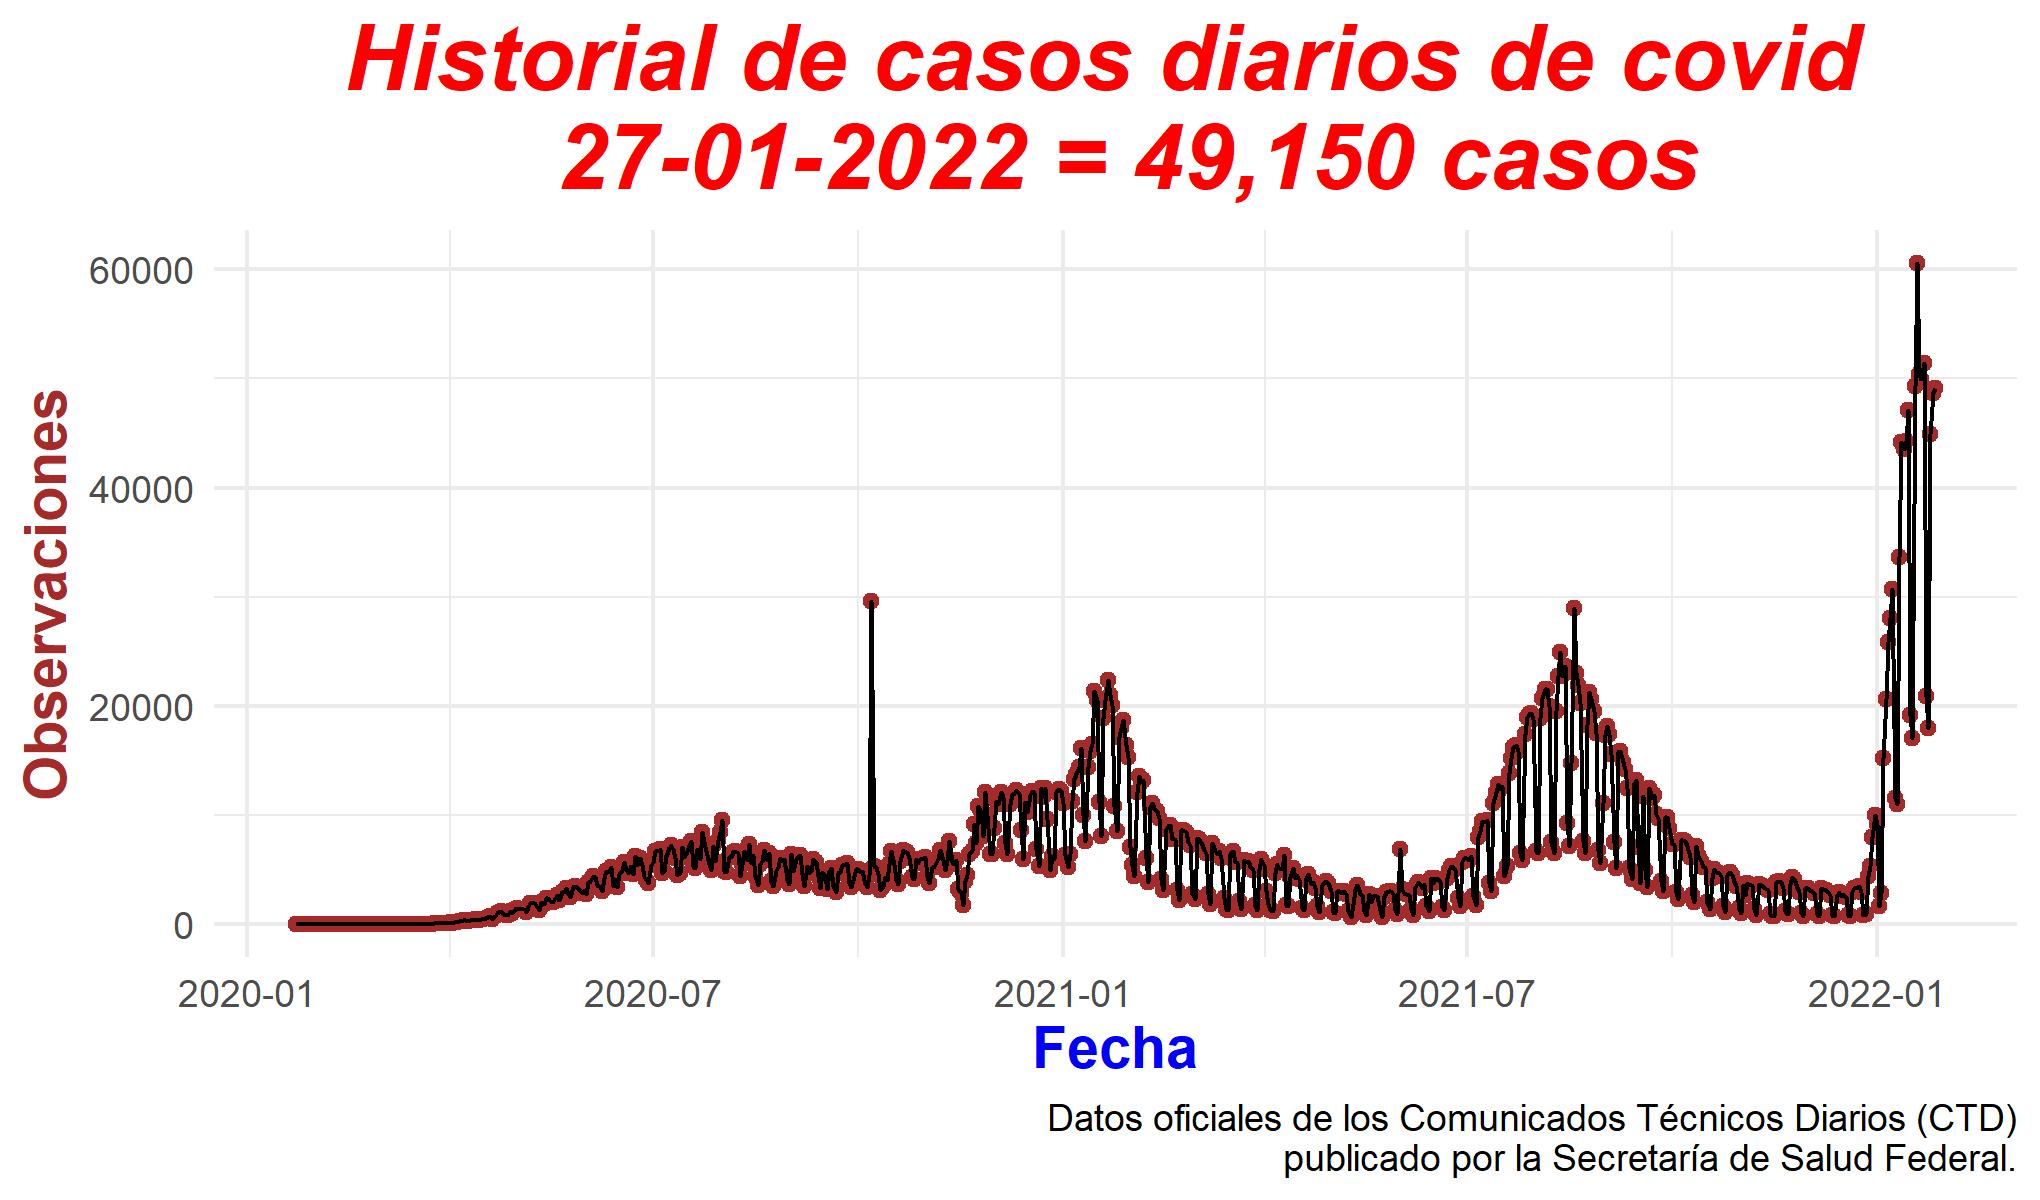 Historial de casos diarios de covid
27-01-2022 = 49,150 casos
Observaciones
60000
40000
20000
0
2020-01
2020-07
2021-01
2021-07
2022-01
Fecha
Datos oficiales de los Comunicados Técnicos Diarios (CTD)
publicado por la Secretaría de Salud Federal.